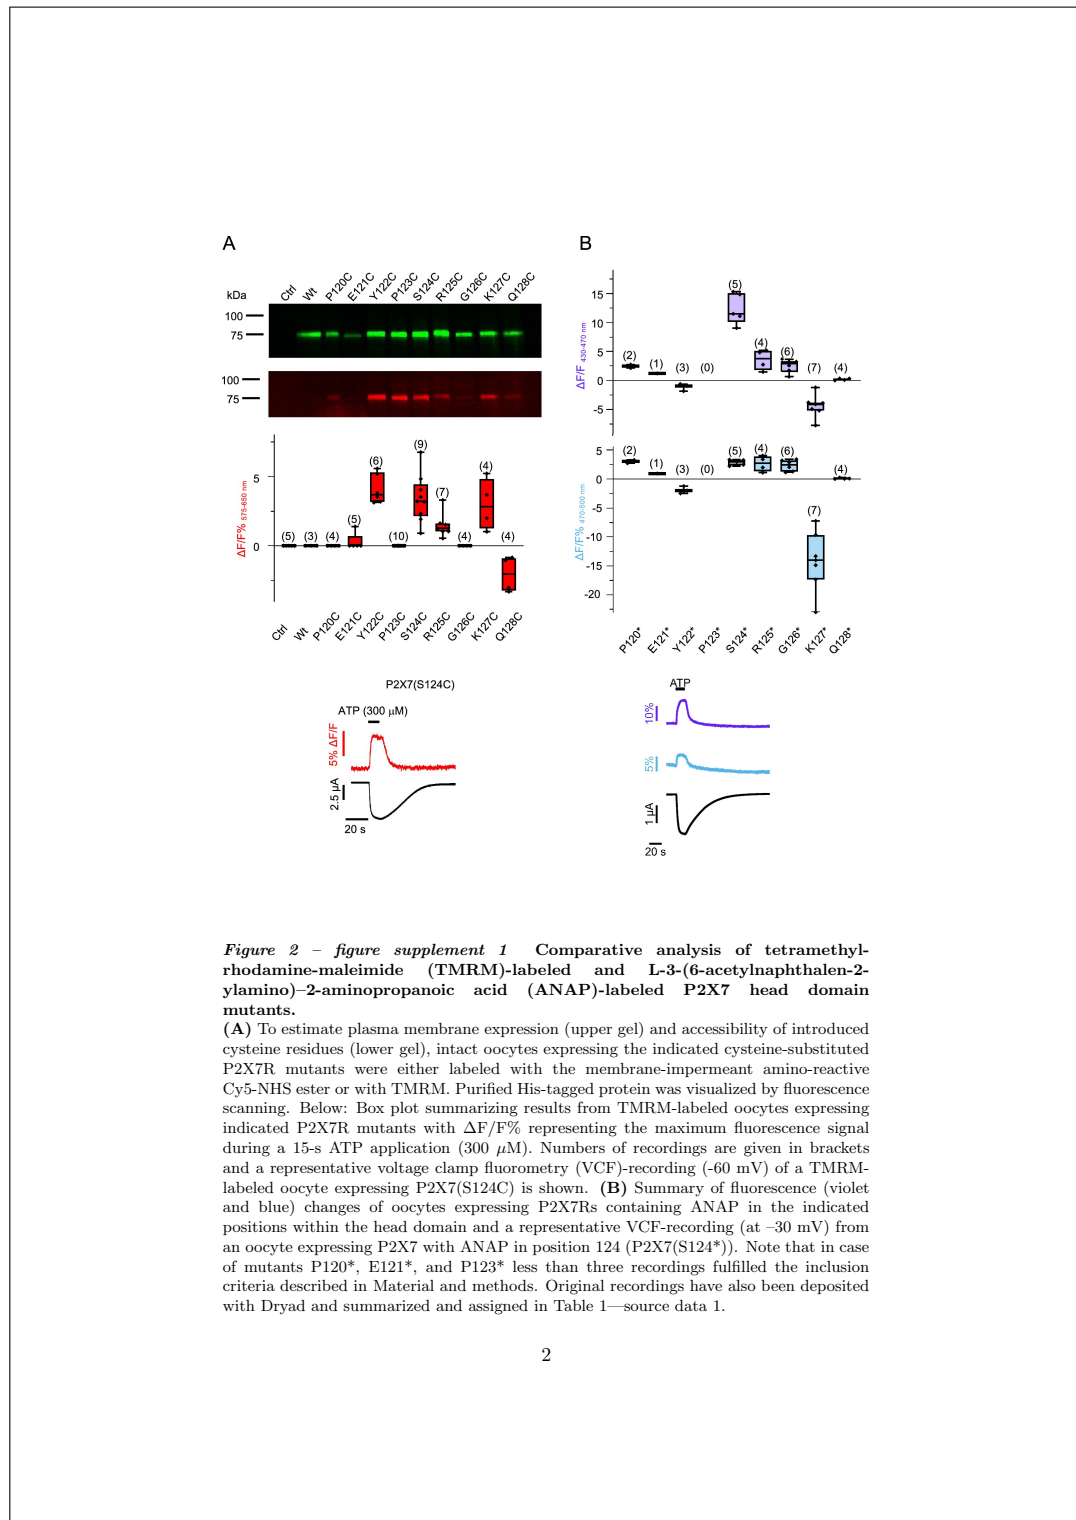 A
Ctrl Wt P120C E121C Y122C P123C S124C R125C G126C K127C Q128C
kDa
100
75
100
75
ΔF/F% 575-650 nm
5
0
(5) (3) (4) (5) (6) (10) (9) (7) (4) (4) (4)
Ctrl Wt P120C E121C Y122C P123C S124C R125C G126C K127C Q128C
P2X7(S124C)
ATP (300 μM)
5% ΔF/F
2.5 μA
20 s
B
ΔF/F 430-470 nm
15
10
5
0
-5
(2) (1) (3) (0) (5) (4) (6) (7) (4)
ΔF/F% 470-500 nm
5
0
-5
-10
-15
-20
(2) (1) (3) (0) (5) (4) (6) (7) (4)
P120* E121* Y122* P123* S124* R125* G126* K127* Q128*
ATP
10%
5%
1 μA
20 s
Figure 2 – figure supplement 1 Comparative analysis of tetramethyl-
rhodamine-maleimide (TMRM)-labeled and L-3-(6-acetylnaphthalen-2-
ylamino)–2-aminopropanoic acid (ANAP)-labeled P2X7 head domain
mutants.
(A) To estimate plasma membrane expression (upper gel) and accessibility of introduced
cysteine residues (lower gel), intact oocytes expressing the indicated cysteine-substituted
P2X7R mutants were either labeled with the membrane-impermeant amino-reactive
Cy5-NHS ester or with TMRM. Purified His-tagged protein was visualized by fluorescence
scanning. Below: Box plot summarizing results from TMRM-labeled oocytes expressing
indicated P2X7R mutants with ΔF/F% representing the maximum fluorescence signal
during a 15-s ATP application (300 μM). Numbers of recordings are given in brackets
and a representative voltage clamp fluorometry (VCF)-recording (-60 mV) of a TMRM-
labeled oocyte expressing P2X7(S124C) is shown. (B) Summary of fluorescence (violet
and blue) changes of oocytes expressing P2X7Rs containing ANAP in the indicated
positions within the head domain and a representative VCF-recording (at –30 mV) from
an oocyte expressing P2X7 with ANAP in position 124 (P2X7(S124*)). Note that in case
of mutants P120*, E121*, and P123* less than three recordings fulfilled the inclusion
criteria described in Material and methods. Original recordings have also been deposited
with Dryad and summarized and assigned in Table 1—source data 1.
2